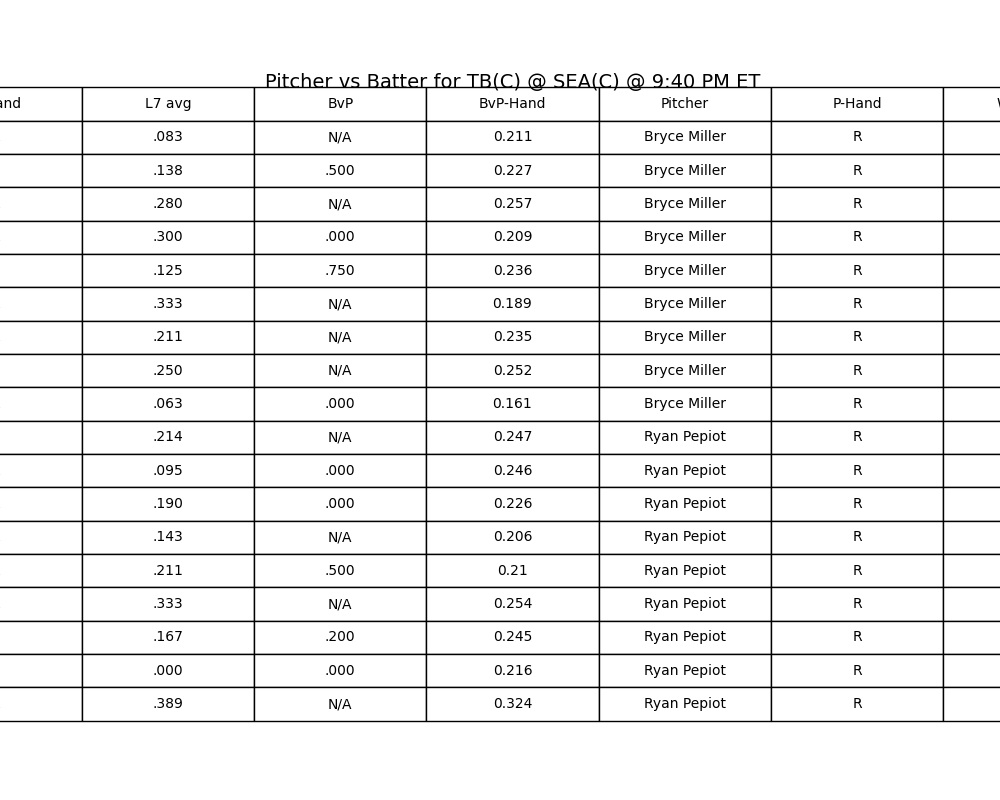 Pitcher vs Batter for TB(C) @ SEA(C) @ 9:40 PM ET
L7 avg BvP BvP-Hand Pitcher P-Hand
.083 N/A 0.211 Bryce Miller R
.138 .500 0.227 Bryce Miller R
.280 N/A 0.257 Bryce Miller R
.300 .000 0.209 Bryce Miller R
.125 .750 0.236 Bryce Miller R
.333 N/A 0.189 Bryce Miller R
.211 N/A 0.235 Bryce Miller R
.250 N/A 0.252 Bryce Miller R
.063 .000 0.161 Bryce Miller R
.214 N/A 0.247 Ryan Pepiot R
.095 .000 0.246 Ryan Pepiot R
.190 .000 0.226 Ryan Pepiot R
.143 N/A 0.206 Ryan Pepiot R
.211 .500 0.21 Ryan Pepiot R
.333 N/A 0.254 Ryan Pepiot R
.167 .200 0.245 Ryan Pepiot R
.000 .000 0.216 Ryan Pepiot R
.389 N/A 0.324 Ryan Pepiot R